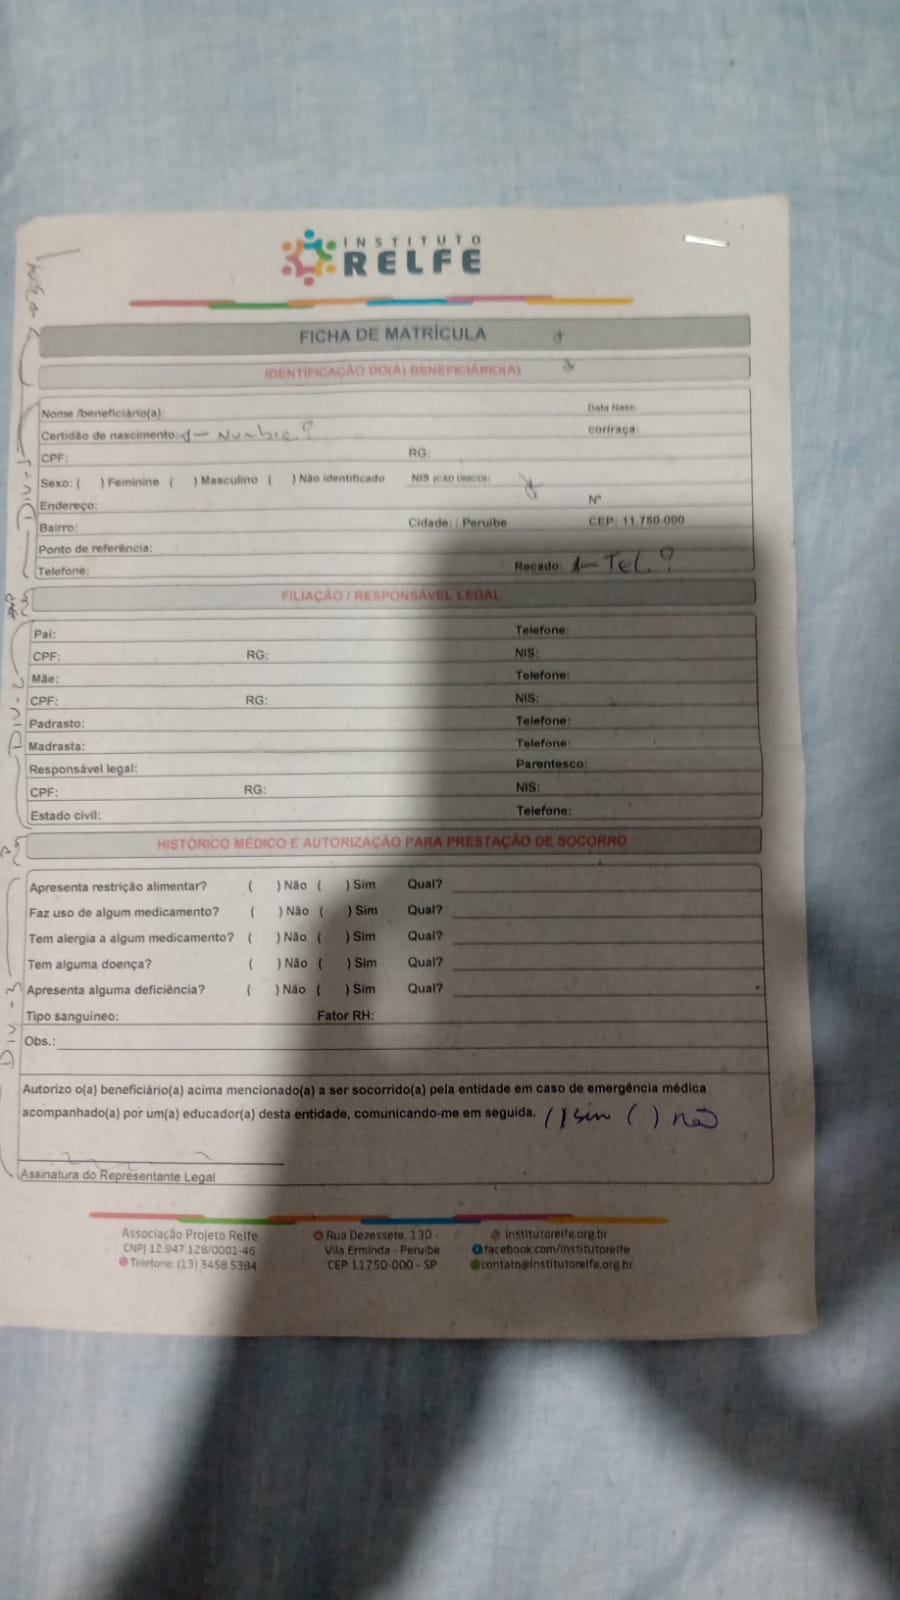 INSTITUTO
RELFE
FICHA DE MATRÍCULA
IDENTIFICAÇÃO DO(A) BENEFICIÁRIO(A)
Nome /beneficiário(a): Data Nasc:
Certidão de nascimento: cor/raça:
CPF: RG:
Sexo: ( ) Feminine ( ) Masculino ( ) Não identificado NIS (CAD ÚNICO):
Endereço: Nº
Bairro: Cidade: : Peruíbe CEP: 11.750-000
Ponto de referência:
Telefone: Recado: 1- Tel. ?
FILIAÇÃO / RESPONSÁVEL LEGAL
Pai: Telefone:
CPF: RG: NIS:
Mãe: Telefone:
CPF: RG: NIS:
Padrasto: Telefone:
Madrasta: Telefone:
Responsável legal: Parentesco:
CPF: RG: NIS:
Estado civil: Telefone:
HISTÓRICO MÉDICO E AUTORIZAÇÃO PARA PRESTAÇÃO DE SOCORRO
Apresenta restrição alimentar? ( ) Não ( ) Sim Qual?
Faz uso de algum medicamento? ( ) Não ( ) Sim Qual?
Tem alergia a algum medicamento? ( ) Não ( ) Sim Qual?
Tem alguma doença? ( ) Não ( ) Sim Qual?
Apresenta alguma deficiência? ( ) Não ( ) Sim Qual?
Tipo sanguíneo: Fator RH:
Obs.:
Autorizo o(a) beneficiário(a) acima mencionado(a) a ser socorrido(a) pela entidade em caso de emergência médica
acompanhado(a) por um(a) educador(a) desta entidade, comunicando-me em seguida. ( ) sim ( ) não
Assinatura do Representante Legal
Div - 1
Div - 2
Div - 3
Associação Projeto Relfe
CNPJ 12.947.128/0001-46
Telefone: (13) 3458.5384
Rua Dezessete, 130 -
Vila Erminda - Peruíbe
CEP 11750-000 - SP
institutorelfe.org.br
facebook.com/institutorelfe
contato@institutorelfe.org.br